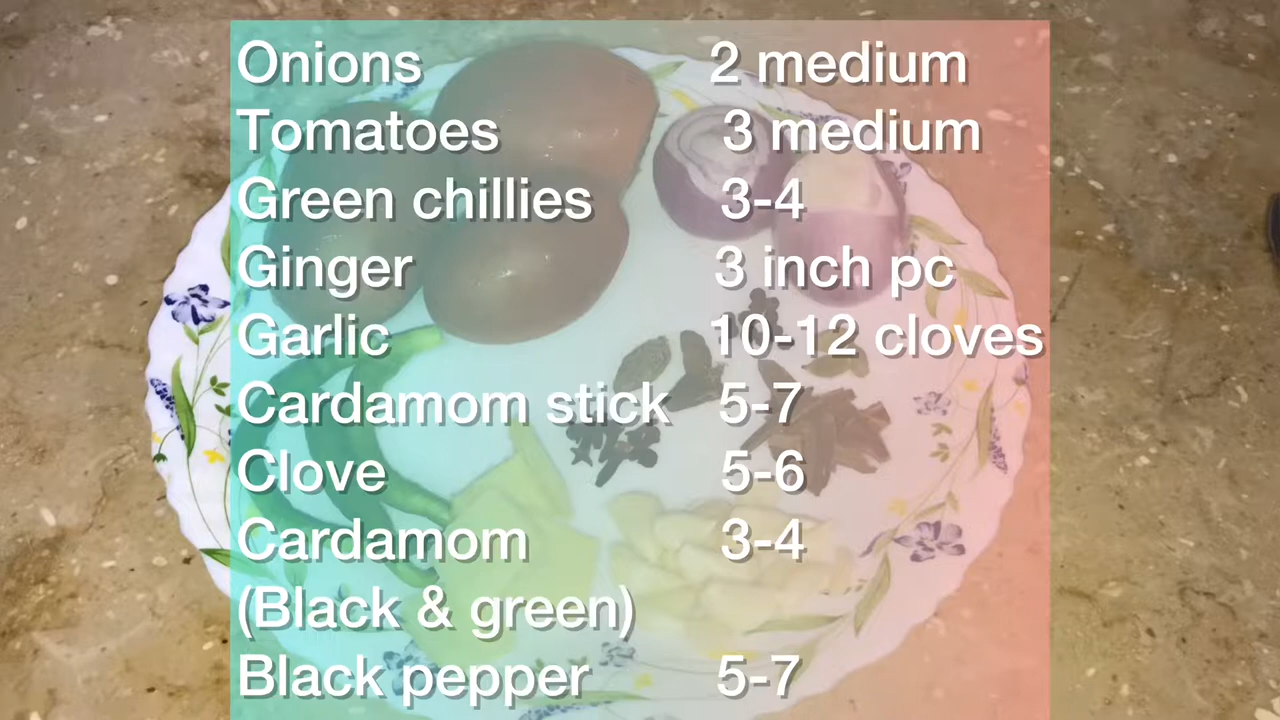 Onions 2 medium
Tomatoes 3 medium
Green chillies 3-4
Ginger 3 inch pc
Garlic 10-12 cloves
Cardamom stick 5-7
Clove 5-6
Cardamom 3-4
(Black & green)
Black pepper 5-7